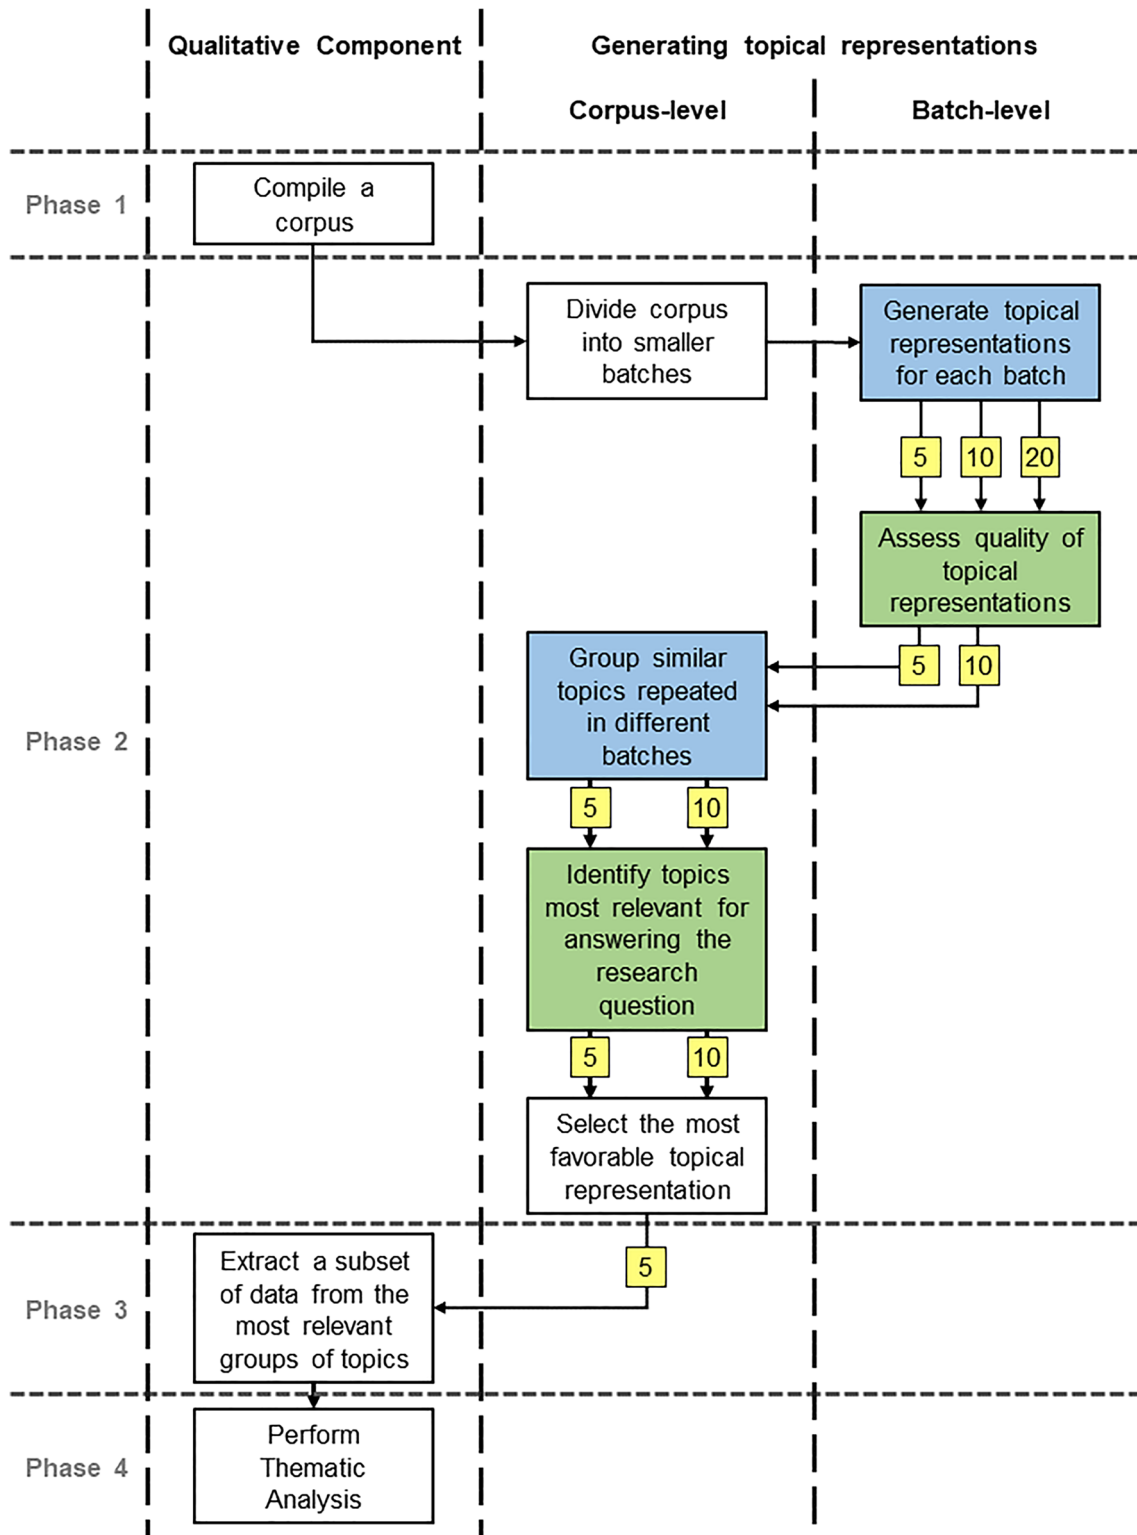 Qualitative Component
Generating topical representations
Corpus-level
Batch-level
Phase 1
Compile a
corpus
Phase 2
Divide corpus
into smaller
batches
Generate topical
representations
for each batch
5
10
20
Assess quality of
topical
representations
5
10
Group similar
topics repeated
in different
batches
5
10
Identify topics
most relevant for
answering the
research
question
5
10
Select the most
favorable topical
representation
5
Phase 3
Extract a subset
of data from the
most relevant
groups of topics
Phase 4
Perform
Thematic
Analysis